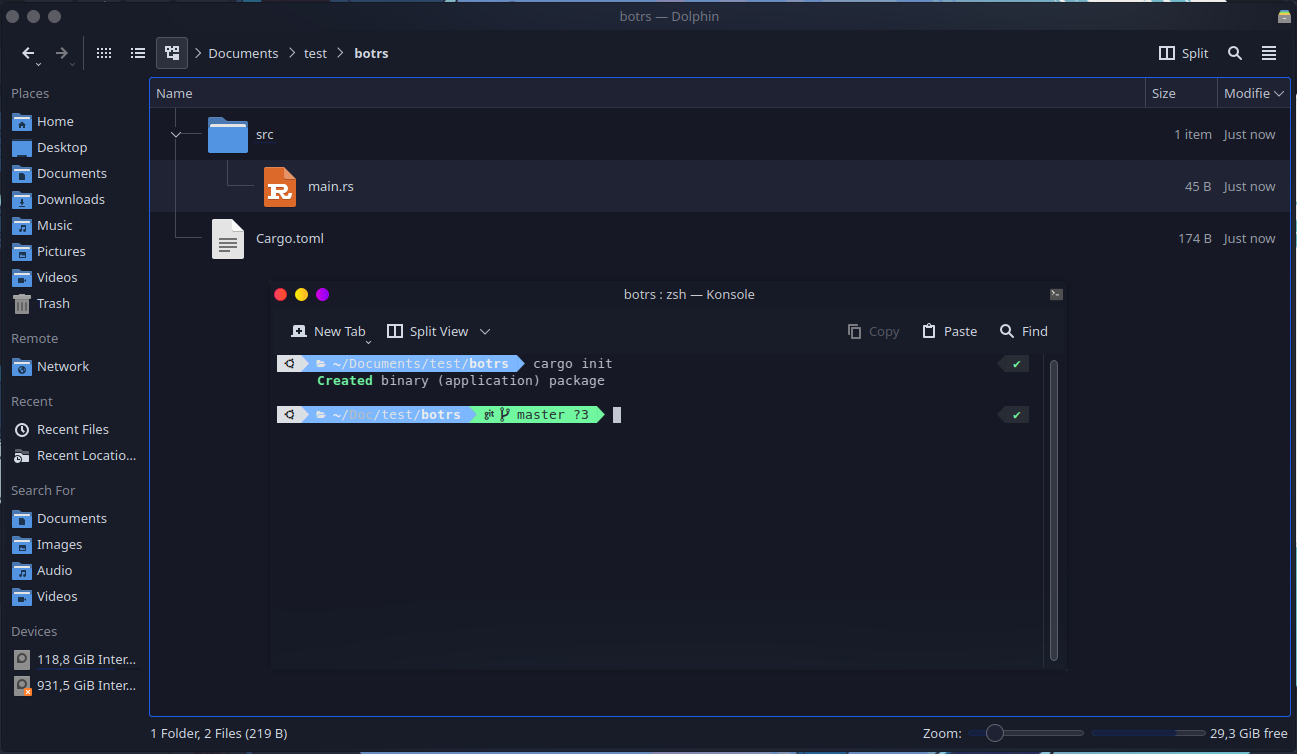 botrs — Dolphin
Documents test botrs
Split
Places
Home
Desktop
Documents
Downloads
Music
Pictures
Videos
Trash
Remote
Network
Recent
Recent Files
Recent Locatio...
Search For
Documents
Images
Audio
Videos
Devices
118,8 GiB Inter...
931,5 GiB Inter...
Name Size Modifie
src 1 item Just now
main.rs 45 B Just now
Cargo.toml 174 B Just now
botrs : zsh — Konsole
New Tab Split View Copy Paste Find
~/Documents/test/botrs cargo init ✔
Created binary (application) package
~/Doc/test/botrs git master ?3 ✔
1 Folder, 2 Files (219 B)
Zoom: 29,3 GiB free